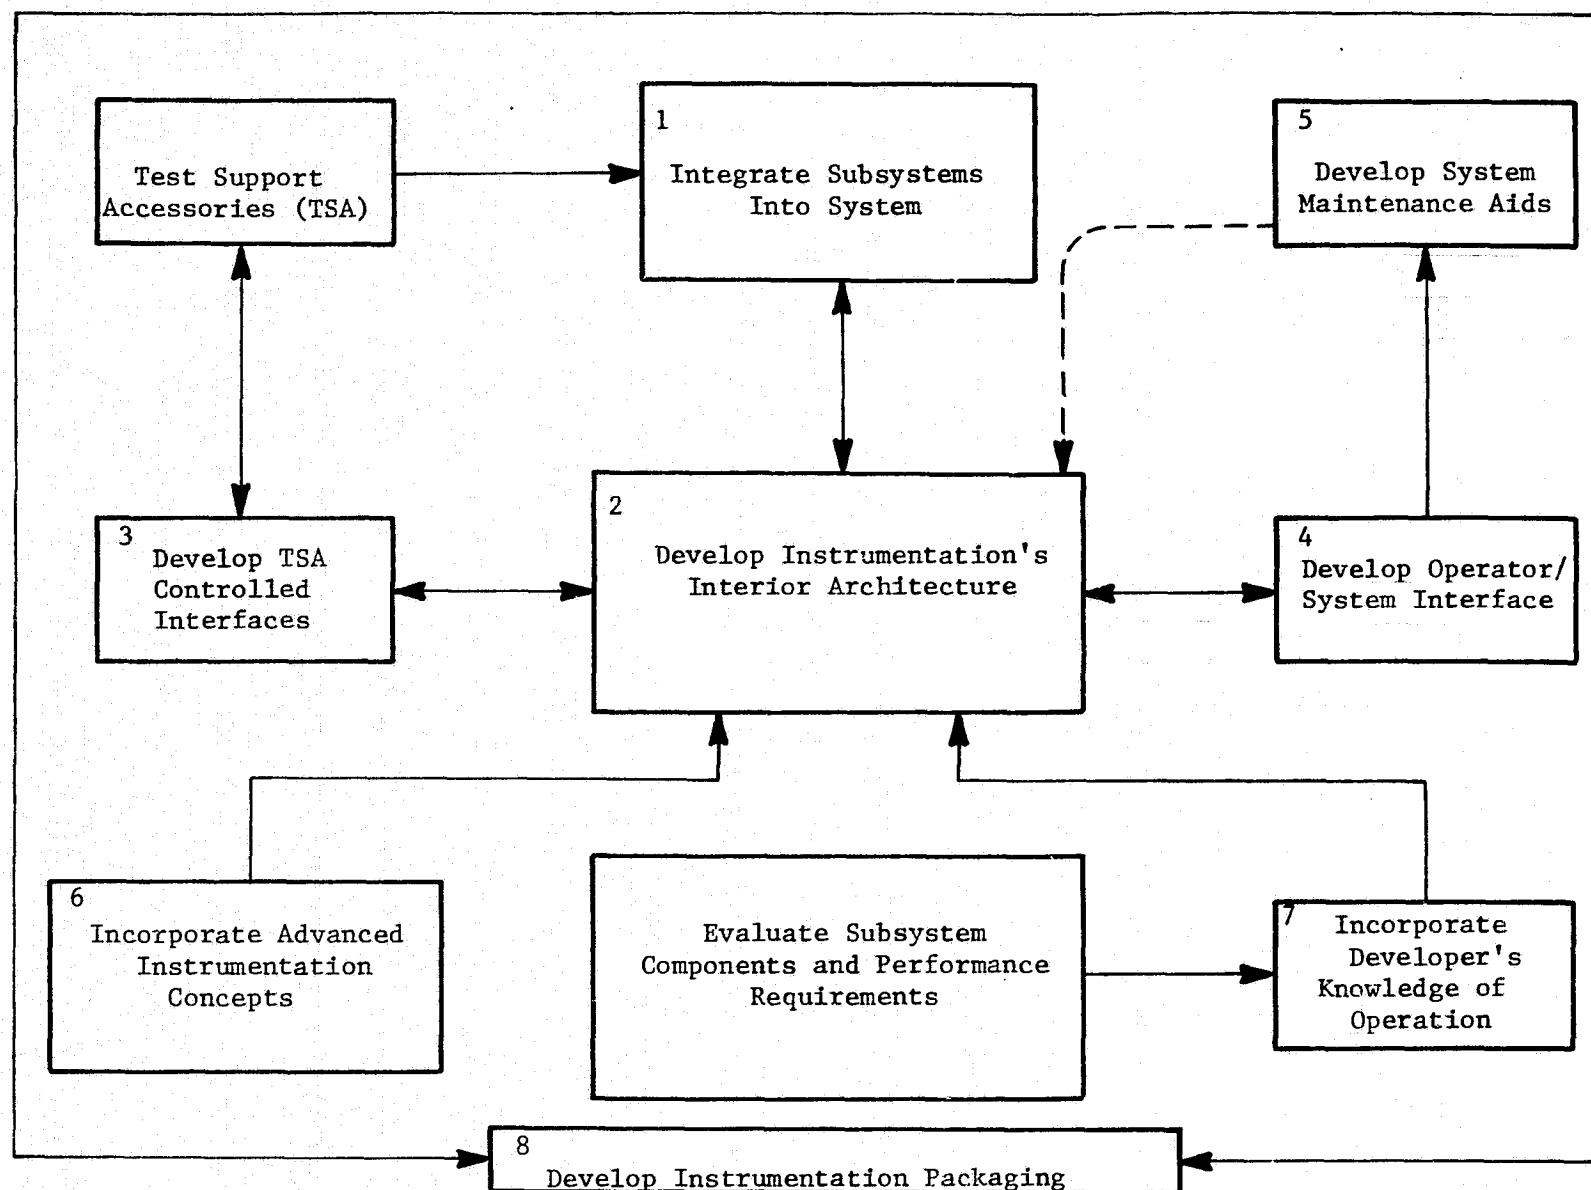 Test Support
Accessories (TSA)
1
Integrate Subsystems
Into System
5
Develop System
Maintenance Aids
3
Develop TSA
Controlled
Interfaces
2
Develop Instrumentation's
Interior Architecture
4
Develop Operator/
System Interface
6
Incorporate Advanced
Instrumentation
Concepts
Evaluate Subsystem
Components and Performance
Requirements
7
Incorporate
Developer's
Knowledge of
Operation
8
Develop Instrumentation Packaging